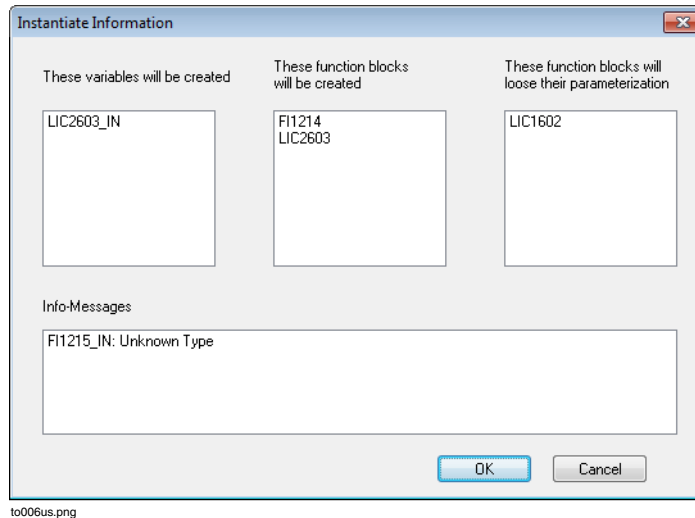 Instantiate Information
These variables will be created
These function blocks
will be created
These function blocks will
loose their parameterization
LIC2603_IN
FI1214
LIC2603
LIC1602
Info-Messages
FI1215_IN: Unknown Type
OK
Cancel
to006us.png